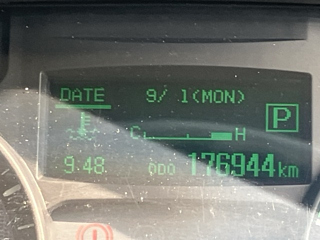 DATE 9/ 1(MON)
P
C H
9:48 ODO 176944km